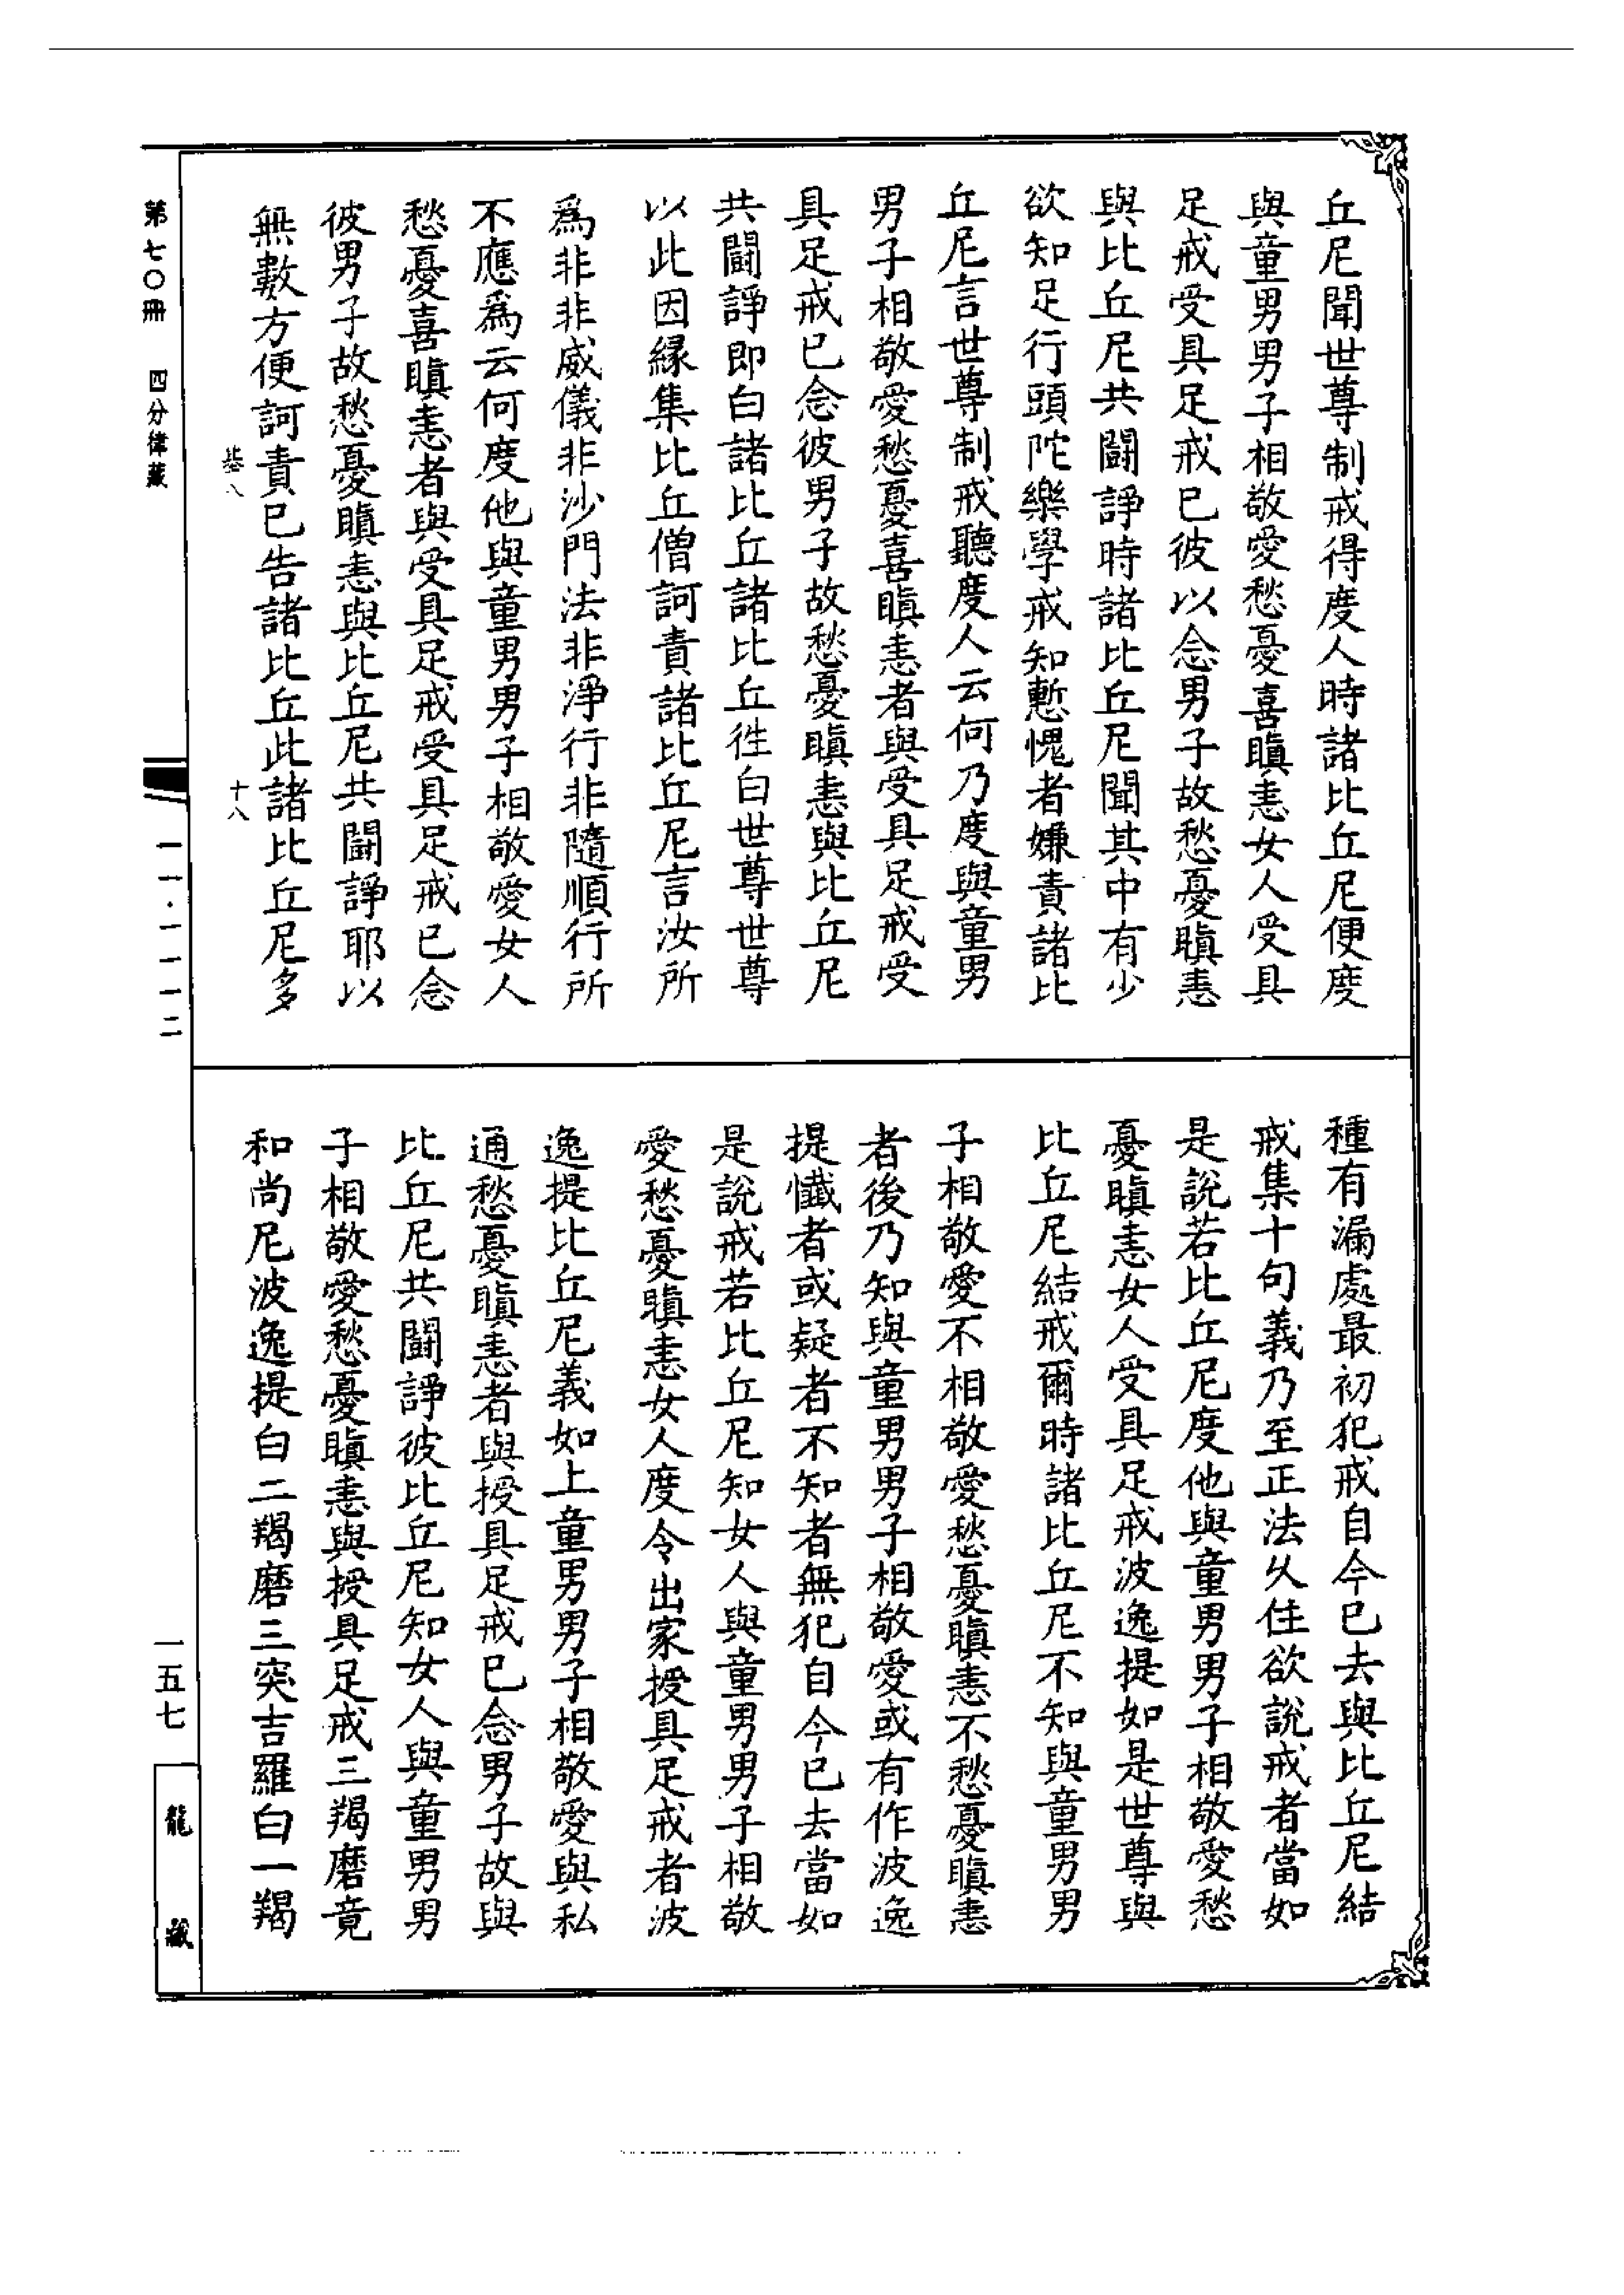 丘尼聞世尊制戒得度人時諸比丘尼便度
與童男男子相敬愛愁憂喜瞋恚女人受具
足戒受具足戒已彼以念男子故愁憂瞋恚
與比丘尼共鬪諍時諸比丘尼聞其中有少
欲知足行頭陀樂學戒知慙愧者嫌責諸比
丘尼言世尊制戒聽度人云何乃度與童男
男子相敬愛愁憂喜瞋恚者與受具足戒受
具足戒已念彼男子故愁憂瞋恚與比丘尼
共鬪諍即白諸比丘諸比丘徃白世尊世尊
以此因緣集比丘僧訶責諸比丘尼言汝所
爲非非威儀非沙門法非淨行非隨順行所
不應爲云何度他與童男男子相敬愛女人
愁憂喜瞋恚者與受具足戒受具足戒已念
彼男子故愁憂瞋恚與比丘尼共鬪諍耶以
無數方便訶責已告諸比丘此諸比丘尼多
種有漏處最初犯戒自今已去與比丘尼結
戒集十句義乃至正法久住欲說戒者當如
是說若比丘尼度他與童男男子相敬愛愁
憂瞋恚女人受具足戒波逸提如是世尊與
比丘尼結戒爾時諸比丘尼不知與童男男
子相敬愛不相敬愛愁憂瞋恚不愁憂瞋恚
者後乃知與童男男子相敬愛或有作波逸
提懺者或疑者不知者無犯自今已去當如
是說戒若比丘尼知女人與童男男子相敬
愛愁憂瞋恚女人度令出家授具足戒者波
逸提比丘尼義如上童男男子相敬愛與私
通愁憂瞋恚者與授具足戒已念男子故與
比丘尼共鬪諍彼比丘尼知女人與童男男
子相敬愛愁憂瞋恚與授具足戒三羯磨竟
和尚尼波逸提白二羯磨三突吉羅白一羯
第七〇冊 四分律藏
基八 十八
一一·一一一二
一五七
龍藏